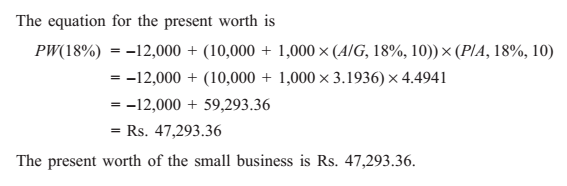 The equation for the present worth is
PW(18%) = –12,000 + (10,000 + 1,000 × (A/G, 18%, 10)) × (P/A, 18%, 10)
= –12,000 + (10,000 + 1,000 × 3.1936) × 4.4941
= –12,000 + 59,293.36
= Rs. 47,293.36
The present worth of the small business is Rs. 47,293.36.